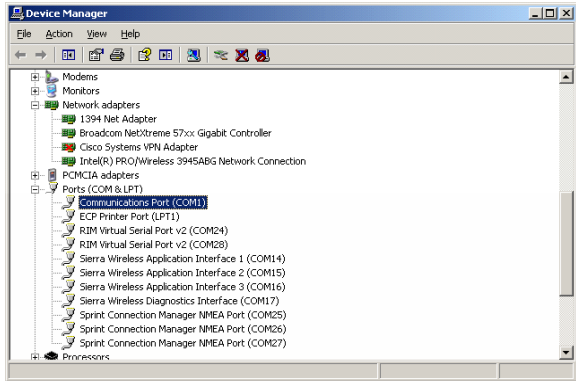 Device Manager
File Action View Help
Modems
Monitors
Network adapters
1394 Net Adapter
Broadcom NetXtreme 57xx Gigabit Controller
Cisco Systems VPN Adapter
Intel(R) PRO/Wireless 3945ABG Network Connection
PCMCIA adapters
Ports (COM & LPT)
Communications Port (COM1)
ECP Printer Port (LPT1)
RIM Virtual Serial Port v2 (COM24)
RIM Virtual Serial Port v2 (COM28)
Sierra Wireless Application Interface 1 (COM14)
Sierra Wireless Application Interface 2 (COM15)
Sierra Wireless Application Interface 3 (COM16)
Sierra Wireless Diagnostics Interface (COM17)
Sprint Connection Manager NMEA Port (COM25)
Sprint Connection Manager NMEA Port (COM26)
Sprint Connection Manager NMEA Port (COM27)
Processors